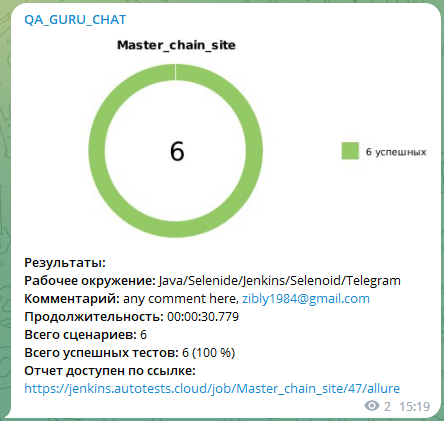 QA_GURU_CHAT
Master_chain_site
6
6 успешных
Результаты:
Рабочее окружение: Java/Selenide/Jenkins/Selenoid/Telegram
Комментарий: any comment here, zibly1984@gmail.com
Продолжительность: 00:00:30.779
Всего сценариев: 6
Всего успешных тестов: 6 (100 %)
Отчет доступен по ссылке:
https://jenkins.autotests.cloud/job/Master_chain_site/47/allure
2 15:19